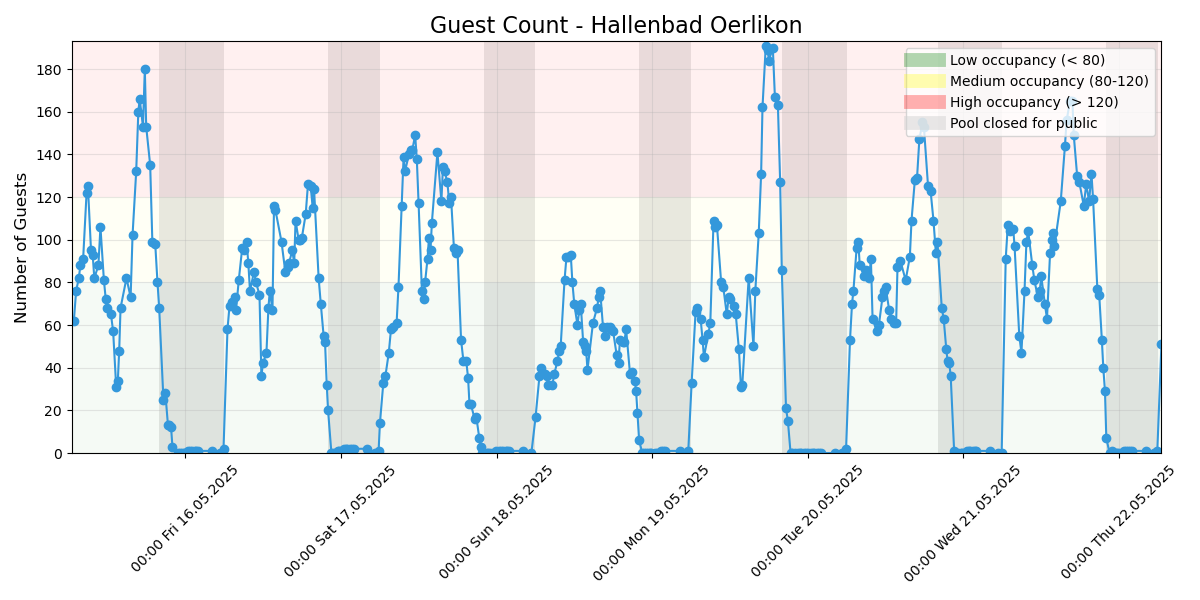 Guest Count - Hallenbad Oerlikon
Number of Guests
180
160
140
120
100
80
60
40
20
0
Low occupancy (< 80)
Medium occupancy (80-120)
High occupancy (> 120)
Pool closed for public
00:00 Fri 16.05.2025
00:00 Sat 17.05.2025
00:00 Sun 18.05.2025
00:00 Mon 19.05.2025
00:00 Tue 20.05.2025
00:00 Wed 21.05.2025
00:00 Thu 22.05.2025